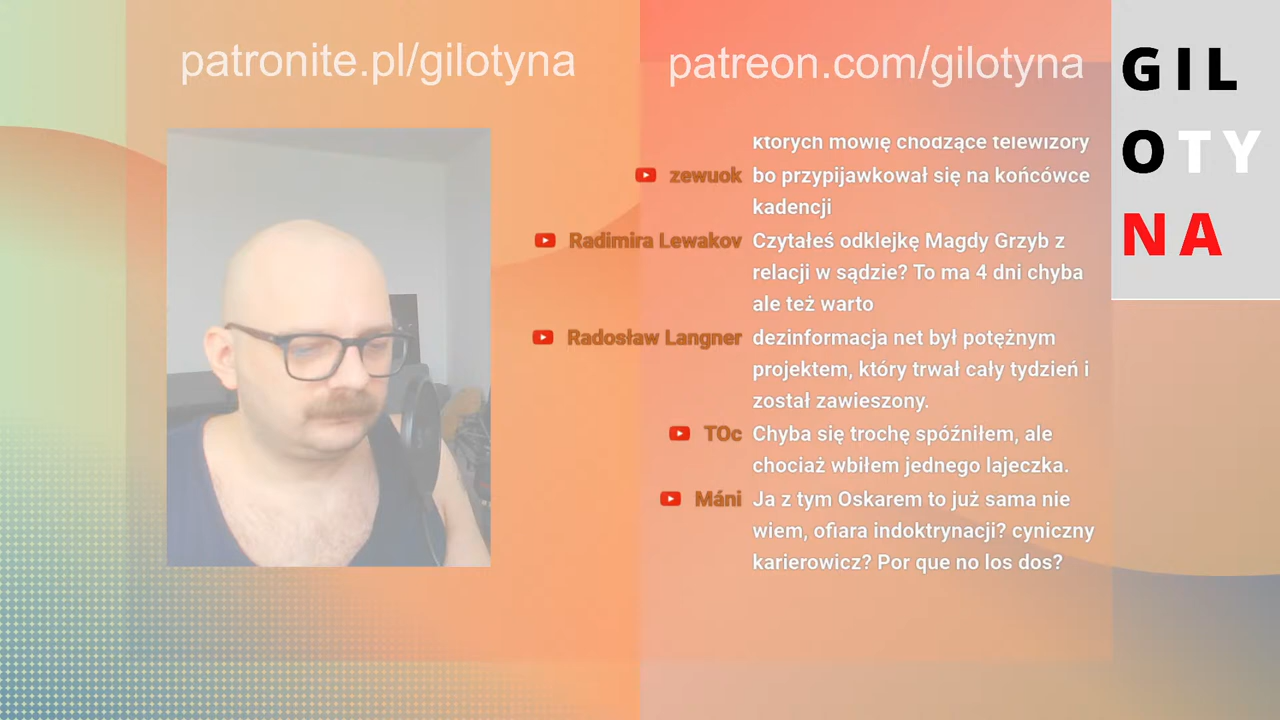 patronite.pl/gilotyna
patreon.com/gilotyna
GIL
OTY
NA
których mówię chodzące telewizory
zewuok bo przypijawkował się na końcówce
kadencji
Radimira Lewakov Czytałeś odklejkę Magdy Grzyb z
relacji w sądzie? To ma 4 dni chyba
ale też warto
Radosław Langner dezinformacja net był potężnym
projektem, który trwał cały tydzień i
został zawieszony.
TOc Chyba się trochę spóźniłem, ale
chociaż wbiłem jednego lajeczka.
Máni Ja z tym Oskarem to już sama nie
wiem, ofiara indoktrynacji? cyniczny
karierowicz? Por que no los dos?